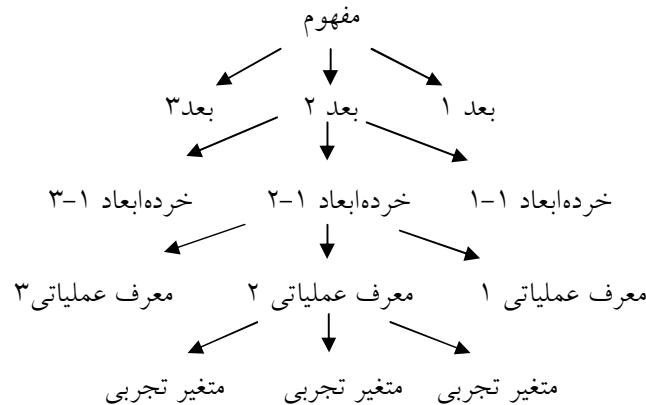 مفهوم
بعد ۱ بعد ۲ بعد۳
خرده‌ابعاد ۱-۱ خرده‌ابعاد ۱-۲ خرده‌ابعاد ۱-۳
معرف عملیاتی ۱ معرف عملیاتی ۲ معرف عملیاتی۳
متغیر تجربی متغیر تجربی متغیر تجربی